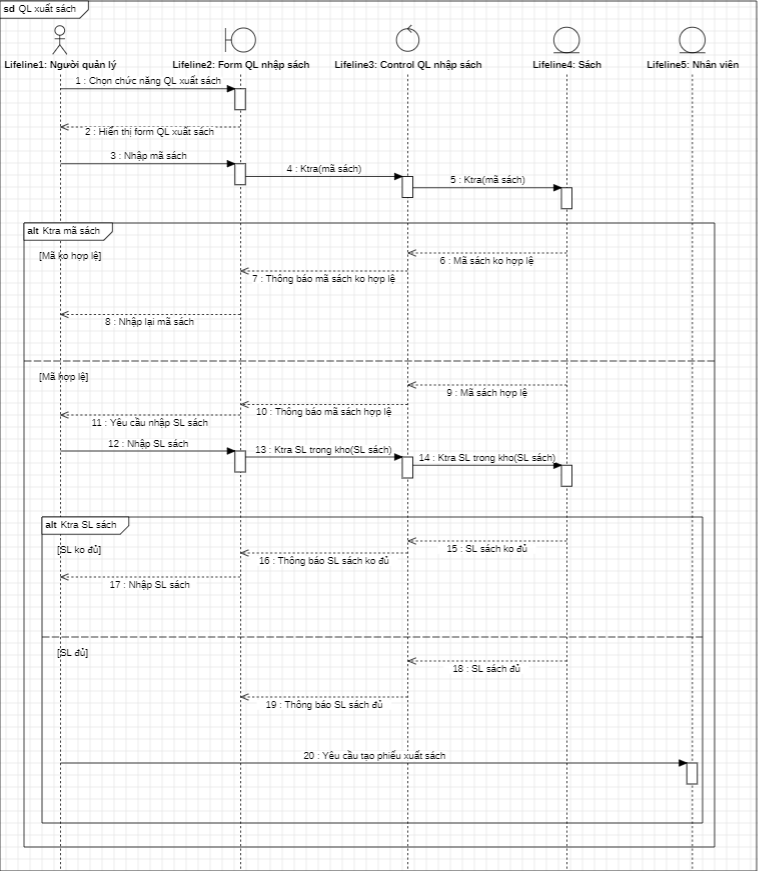 sd QL xuất sách
Lifeline1: Người quản lý
Lifeline2: Form QL nhập sách
Lifeline3: Control QL nhập sách
Lifeline4: Sách
Lifeline5: Nhân viên
1 : Chọn chức năng QL xuất sách
2 : Hiển thị form QL xuất sách
3 : Nhập mã sách
4 : Ktra(mã sách)
5 : Ktra(mã sách)
alt Ktra mã sách
[Mã ko hợp lệ]
6 : Mã sách ko hợp lệ
7 : Thông báo mã sách ko hợp lệ
8 : Nhập lại mã sách
[Mã hợp lệ]
9 : Mã sách hợp lệ
10 : Thông báo mã sách hợp lệ
11 : Yêu cầu nhập SL sách
12 : Nhập SL sách
13 : Ktra SL trong kho(SL sách)
14 : Ktra SL trong kho(SL sách)
alt Ktra SL sách
[SL ko đủ]
15 : SL sách ko đủ
16 : Thông báo SL sách ko đủ
17 : Nhập SL sách
[SL đủ]
18 : SL sách đủ
19 : Thông báo SL sách đủ
20 : Yêu cầu tạo phiếu xuất sách